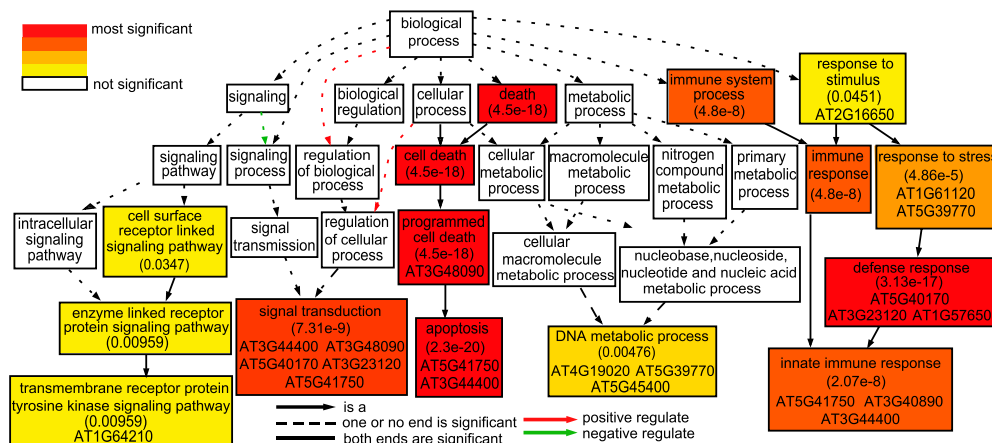 most significant
not significant
biological
process
signaling
biological
regulation
cellular
process
death
(4.5e-18)
metabolic
process
immune system
process
(4.8e-8)
response to
stimulus
(0.0451)
AT2G16650
signaling
pathway
signaling
process
regulation
of biological
process
cell death
(4.5e-18)
cellular
metabolic
process
macromolecule
metabolic
process
nitrogen
compound
metabolic
process
primary
metabolic
process
immune
response
(4.8e-8)
response to stress
(4.86e-5)
AT1G61120
AT5G39770
intracellular
signaling
pathway
cell surface
receptor linked
signaling pathway
(0.0347)
signal
transmission
regulation
of cellular
process
programmed
cell death
(4.5e-18)
AT3G48090
cellular
macromolecule
metabolic process
nucleobase,nucleoside,
nucleotide and nucleic acid
metabolic process
defense response
(3.13e-17)
AT5G40170
AT3G23120 AT1G57650
enzyme linked receptor
protein signaling pathway
(0.00959)
signal transduction
(7.31e-9)
AT3G44400 AT3G48090
AT5G40170 AT3G23120
AT5G41750
apoptosis
(2.3e-20)
AT5G41750
AT3G44400
DNA metabolic process
(0.00476)
AT4G19020 AT5G39770
AT5G45400
innate immune response
(2.07e-8)
AT5G41750 AT3G40890
AT3G44400
transmembrane receptor protein
tyrosine kinase signaling pathway
(0.00959)
AT1G64210
is a
one or no end is significant
both ends are significant
positive regulate
negative regulate